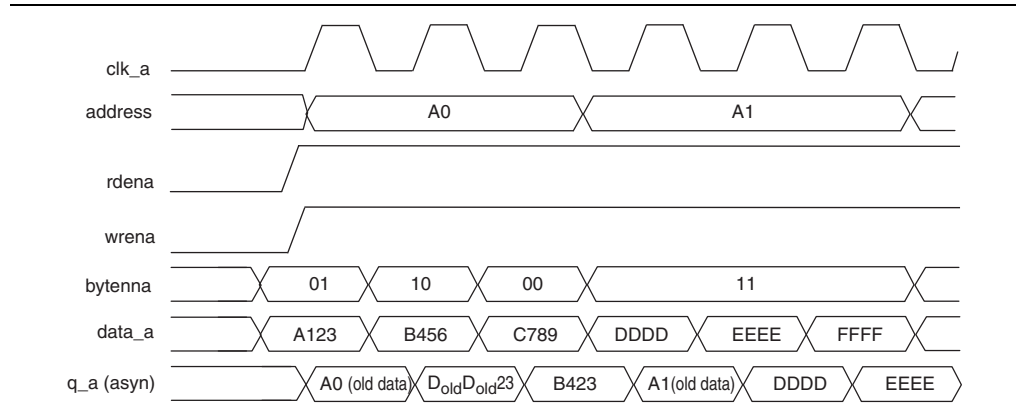 clk_a
address A0 A1
rdena
wrena
bytenna 01 10 00 11
data_a A123 B456 C789 DDDD EEEE FFFF
q_a (asyn) A0 (old data) DoldDold23 B423 A1(old data) DDDD EEEE